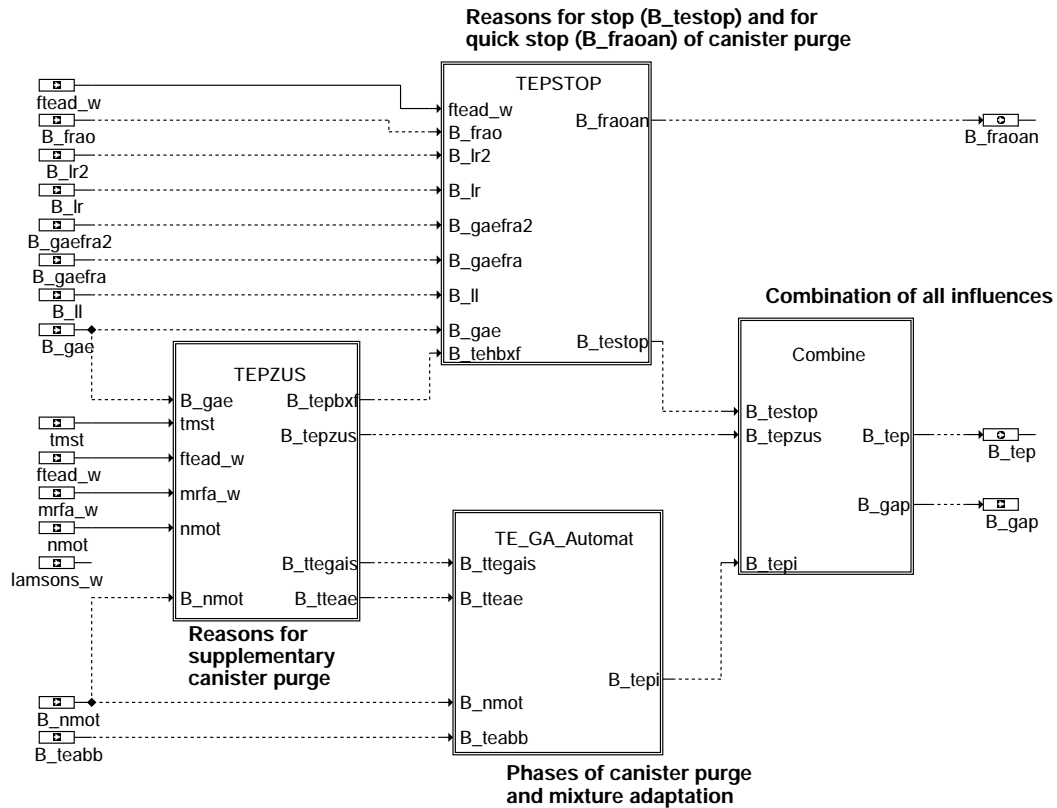 Reasons for stop (B_testop) and for
quick stop (B_fraoan) of canister purge
TEPSTOP
ftead_w
B_frao
B_lr2
B_lr
B_gaefra2
B_gaefra
B_ll
B_gae
ftead_w
B_frao
B_lr2
B_lr
B_gaefra2
B_gaefra
B_ll
B_gae
B_tehbxf
B_fraoan
B_testop
B_fraoan
TEPZUS
tmst
ftead_w
mrfa_w
nmot
lamsons_w
B_gae
tmst
ftead_w
mrfa_w
nmot
B_nmot
B_tepbxf
B_tepzus
B_ttegais
B_tteae
Reasons for
supplementary
canister purge
B_nmot
B_teabb
TE_GA_Automat
B_ttegais
B_tteae
B_nmot
B_teabb
B_tepi
Phases of canister purge
and mixture adaptation
Combination of all influences
Combine
B_testop
B_tepzus
B_tepi
B_tep
B_gap
B_tep
B_gap